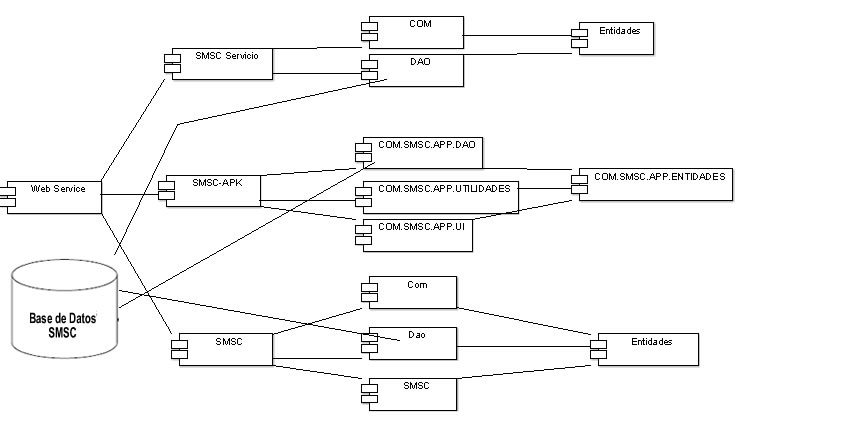 COM
Entidades
SMSC Servicio
DAO
COM.SMSC.APP.DAO
Web Service
SMSC-APK
COM.SMSC.APP.UTILIDADES
COM.SMSC.APP.ENTIDADES
COM.SMSC.APP.UI
Com
Base de Datos
SMSC
SMSC
Dao
Entidades
SMSC